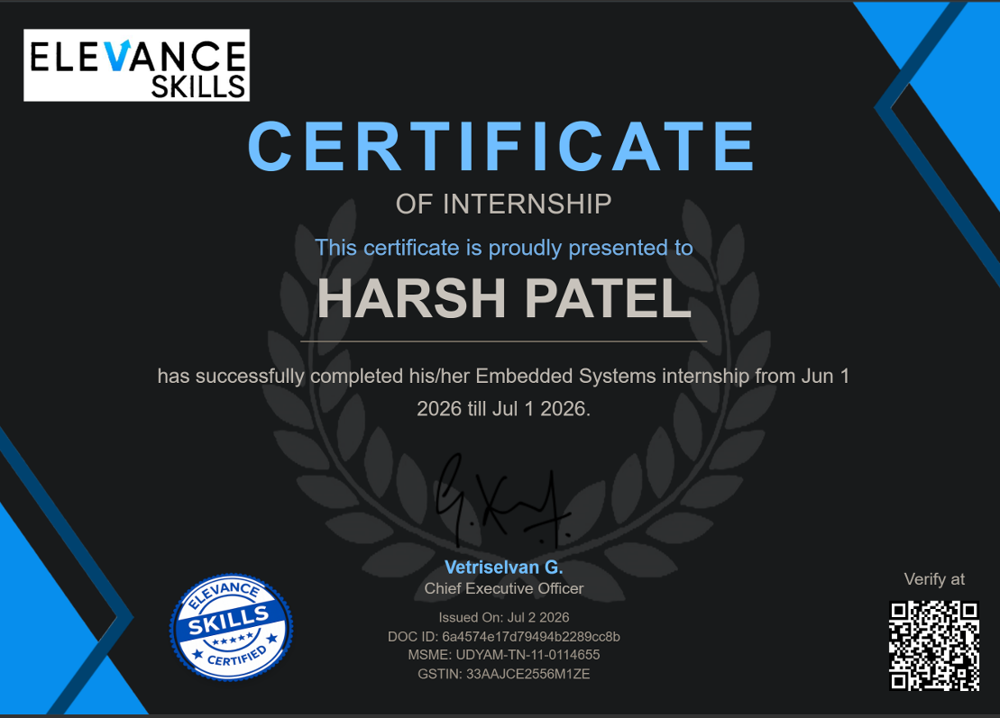 ELEVANCE
SKILLS
CERTIFICATE
OF INTERNSHIP
This certificate is proudly presented to
HARSH PATEL
has successfully completed his/her Embedded Systems internship from Jun 1
2026 till Jul 1 2026.
Vetriselvan G.
Chief Executive Officer
Issued On: Jul 2 2026
DOC ID: 6a4574e17d79494b2289cc8b
MSME: UDYAM-TN-11-0114655
GSTIN: 33AAJCE2556M1ZE
ELEVANCE
SKILLS
CERTIFIED
Verify at